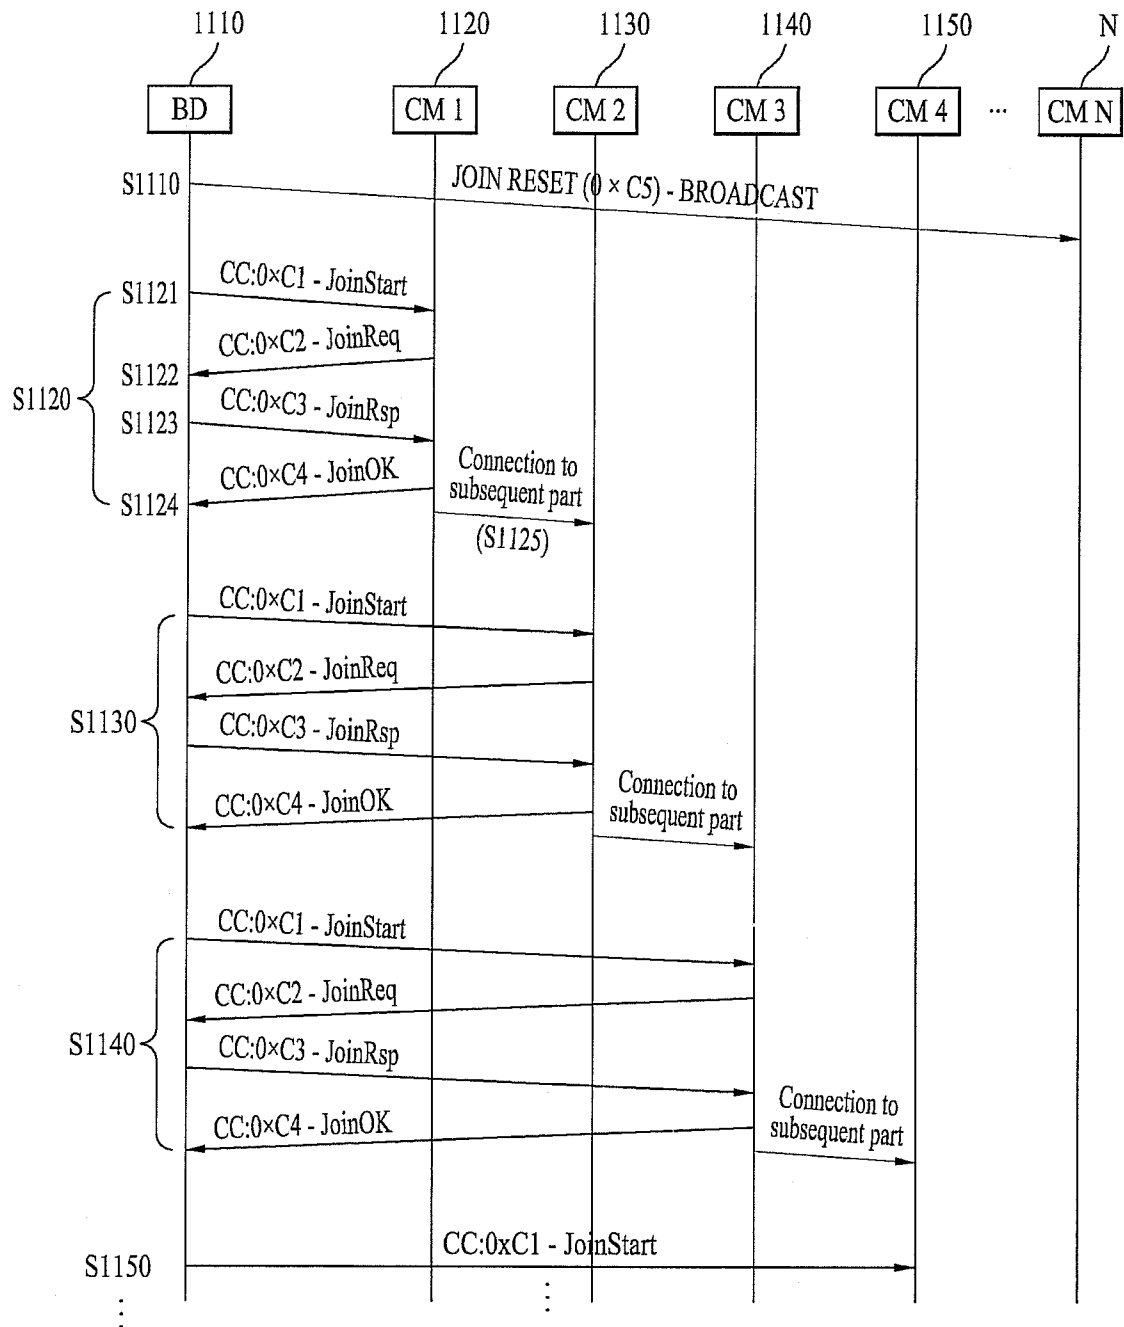 1110 1120 1130 1140 1150 N
BD CM 1 CM 2 CM 3 CM 4 ... CM N
S1110 JOIN RESET (0 × C5) - BROADCAST
CC:0×C1 - JoinStart
S1121
CC:0×C2 - JoinReq
S1122
S1120
CC:0×C3 - JoinRsp
S1123
CC:0×C4 - JoinOK
S1124
Connection to
subsequent part
(S1125)
CC:0×C1 - JoinStart
CC:0×C2 - JoinReq
S1130
CC:0×C3 - JoinRsp
CC:0×C4 - JoinOK
Connection to
subsequent part
CC:0×C1 - JoinStart
CC:0×C2 - JoinReq
S1140
CC:0×C3 - JoinRsp
CC:0×C4 - JoinOK
Connection to
subsequent part
CC:0xC1 - JoinStart
S1150